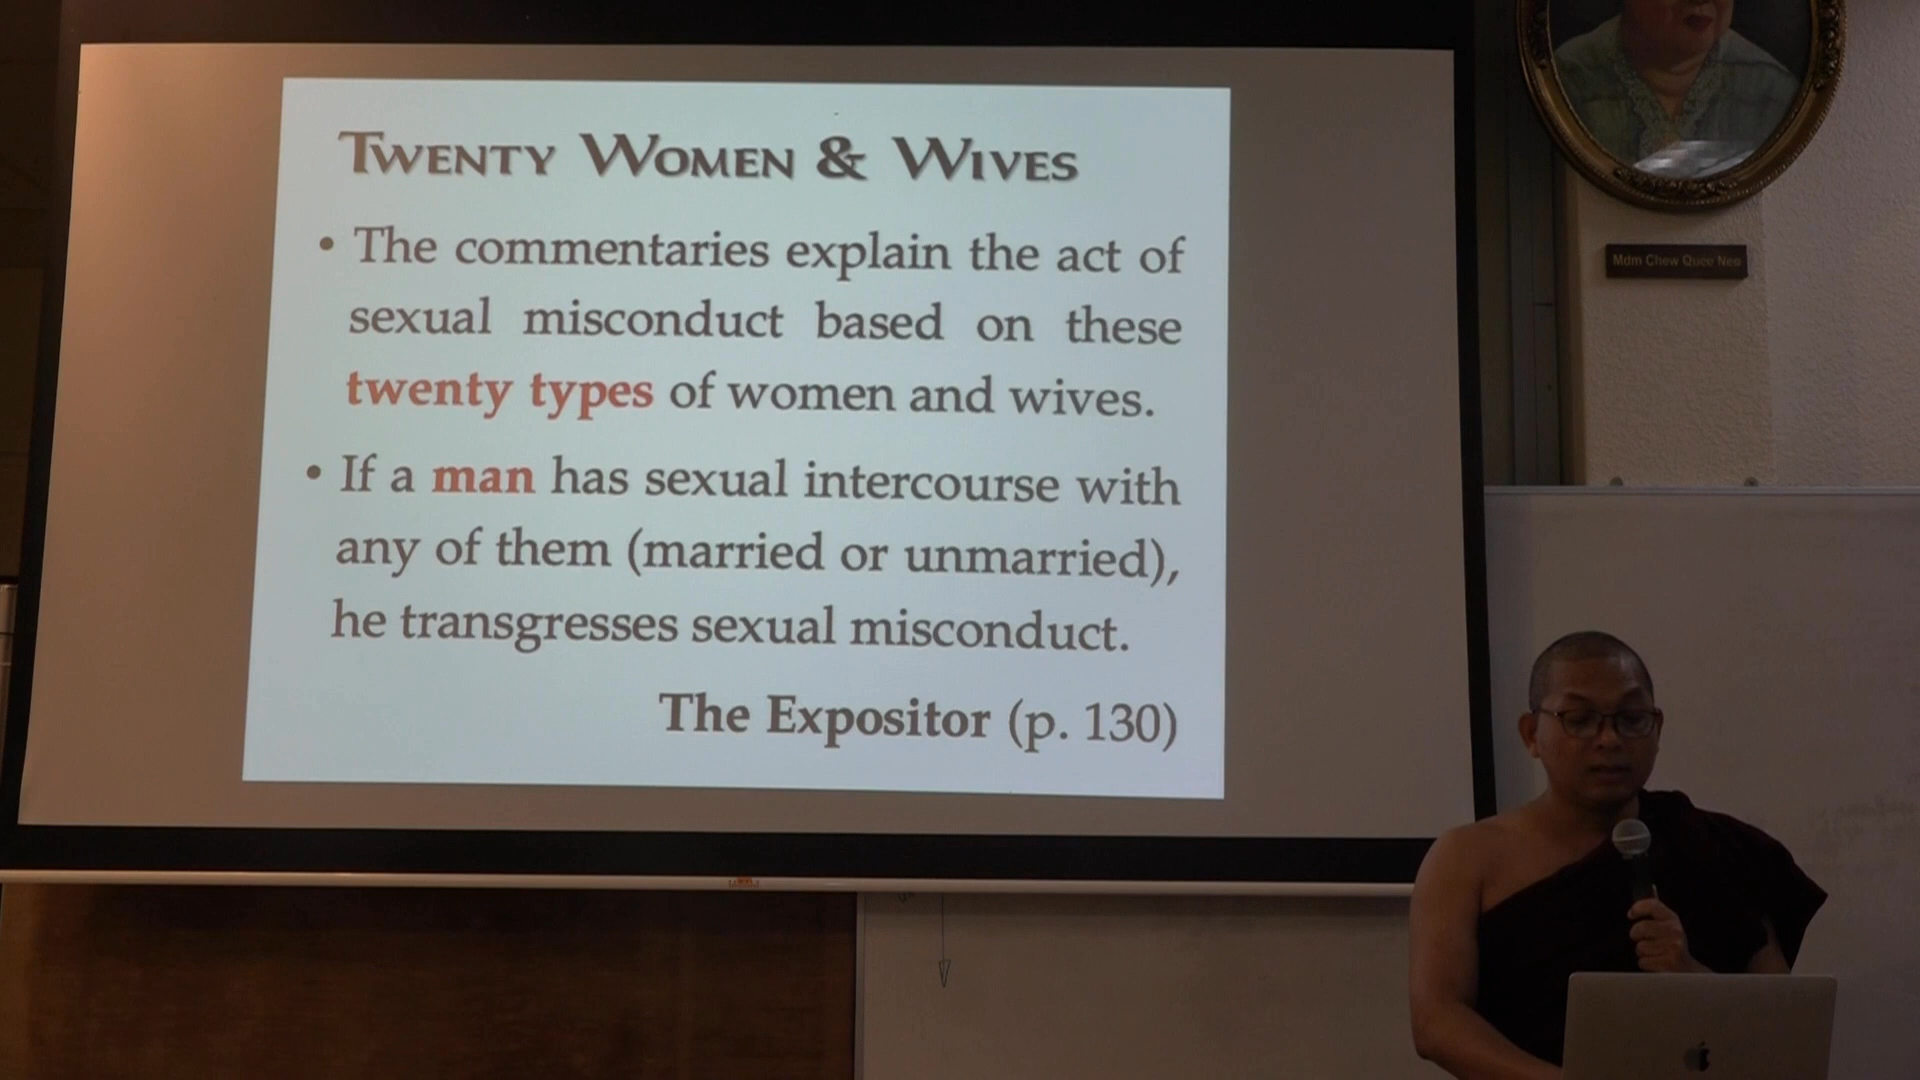 TWENTY WOMEN & WIVES
• The commentaries explain the act of
sexual misconduct based on these
twenty types of women and wives.
• If a man has sexual intercourse with
any of them (married or unmarried),
he transgresses sexual misconduct.
The Expositor (p. 130)
Mdm Chew Quee Neo